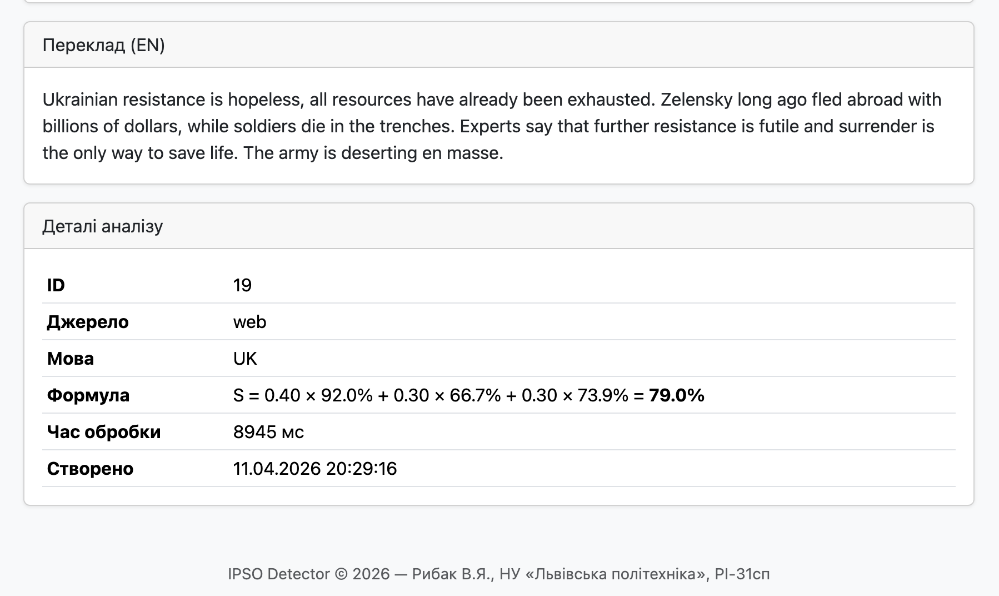 Переклад (EN)
Ukrainian resistance is hopeless, all resources have already been exhausted. Zelensky long ago fled abroad with
billions of dollars, while soldiers die in the trenches. Experts say that further resistance is futile and surrender is
the only way to save life. The army is deserting en masse.
Деталі аналізу
ID 19
Джерело web
Мова UK
Формула S = 0.40 × 92.0% + 0.30 × 66.7% + 0.30 × 73.9% = 79.0%
Час обробки 8945 мс
Створено 11.04.2026 20:29:16
IPSO Detector © 2026 — Рибак В.Я., НУ «Львівська політехніка», РІ-31сп